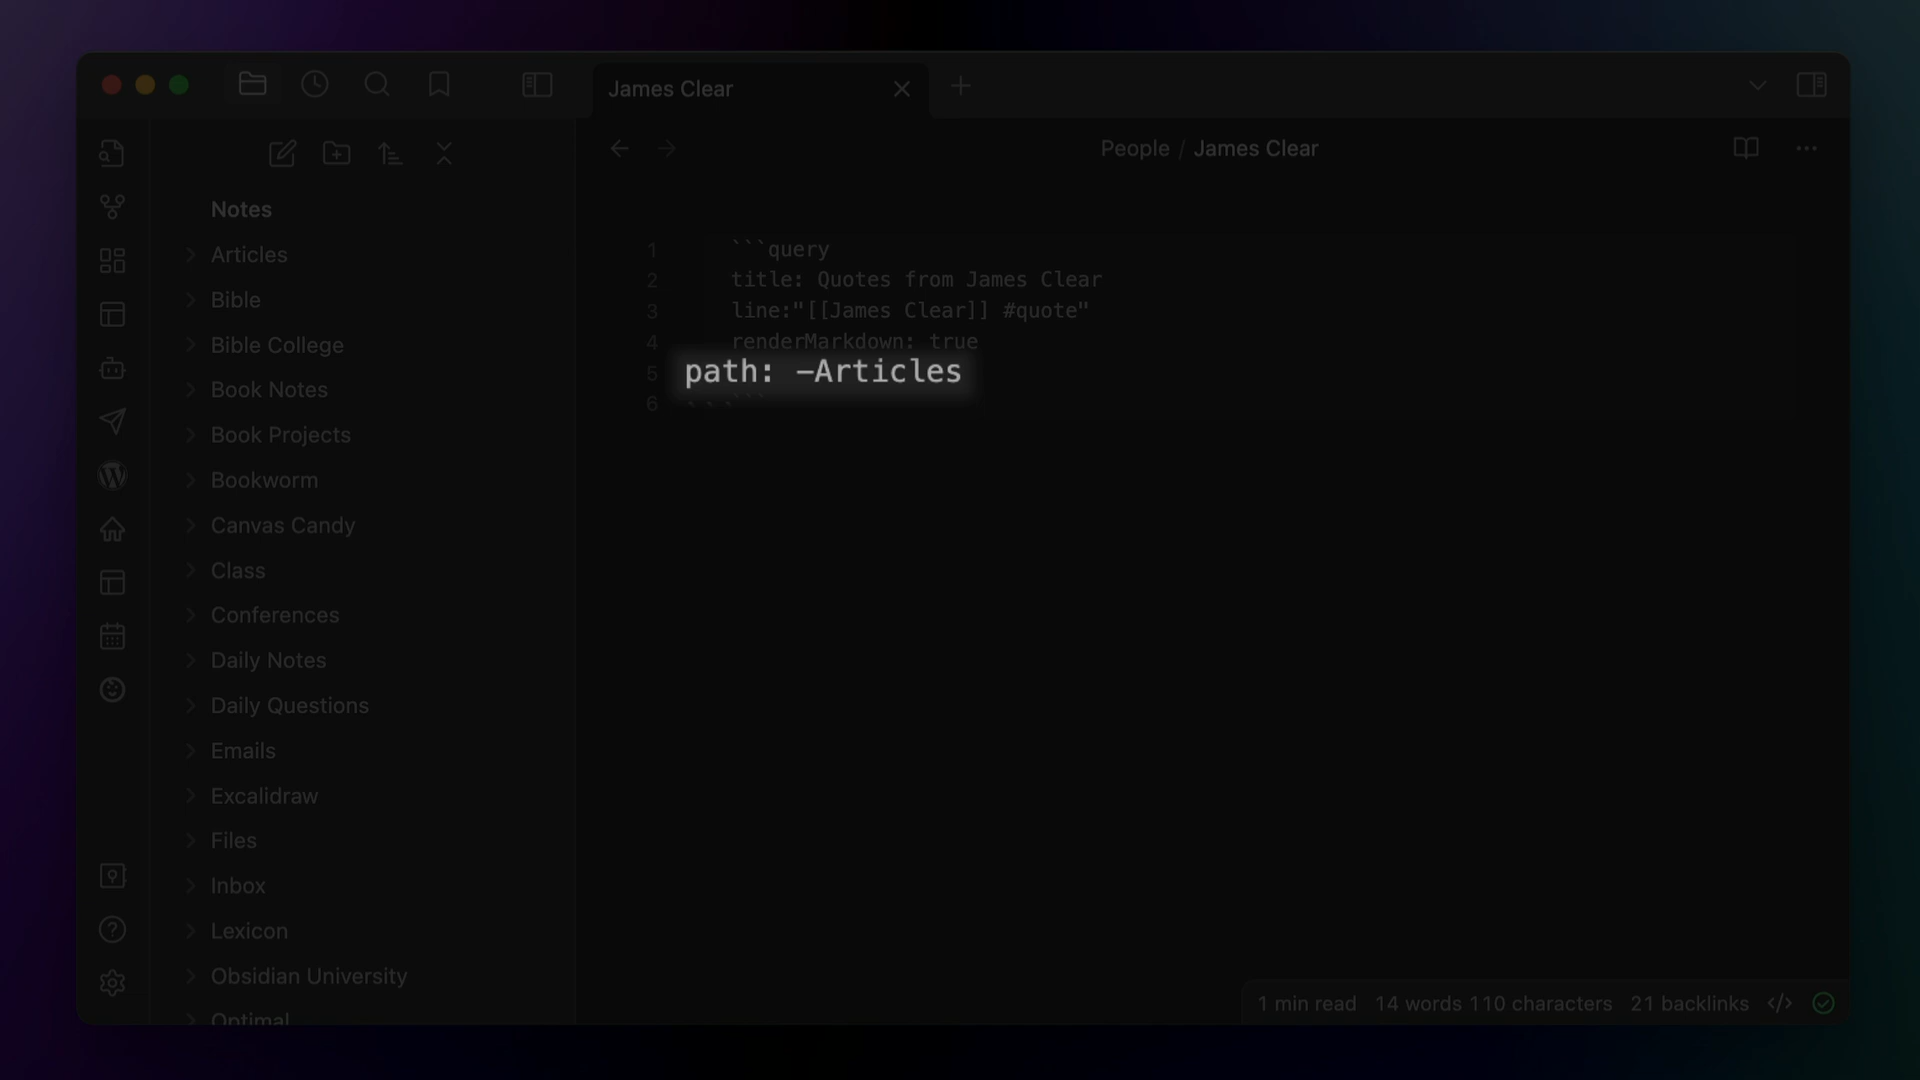 James Clear
People / James Clear
Notes
Articles
Bible
Bible College
Book Notes
Book Projects
Bookworm
Canvas Candy
Class
Conferences
Daily Notes
Daily Questions
Emails
Excalidraw
Files
Inbox
Lexicon
Obsidian University
Optimal
1 ```query
2 title: Quotes from James Clear
3 line:"[[James Clear]] #quote"
4 renderMarkdown: true
5 path: -Articles
6 ```
1 min read 14 words 110 characters 21 backlinks </>